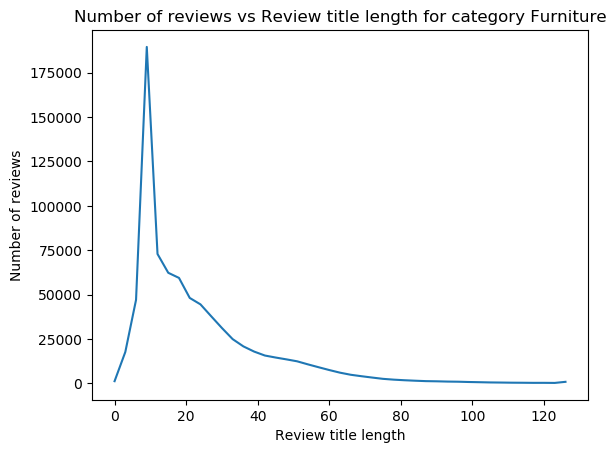 Number of reviews vs Review title length for category Furniture
175000
150000
125000
100000
75000
50000
25000
0
Number of reviews
0 20 40 60 80 100 120
Review title length